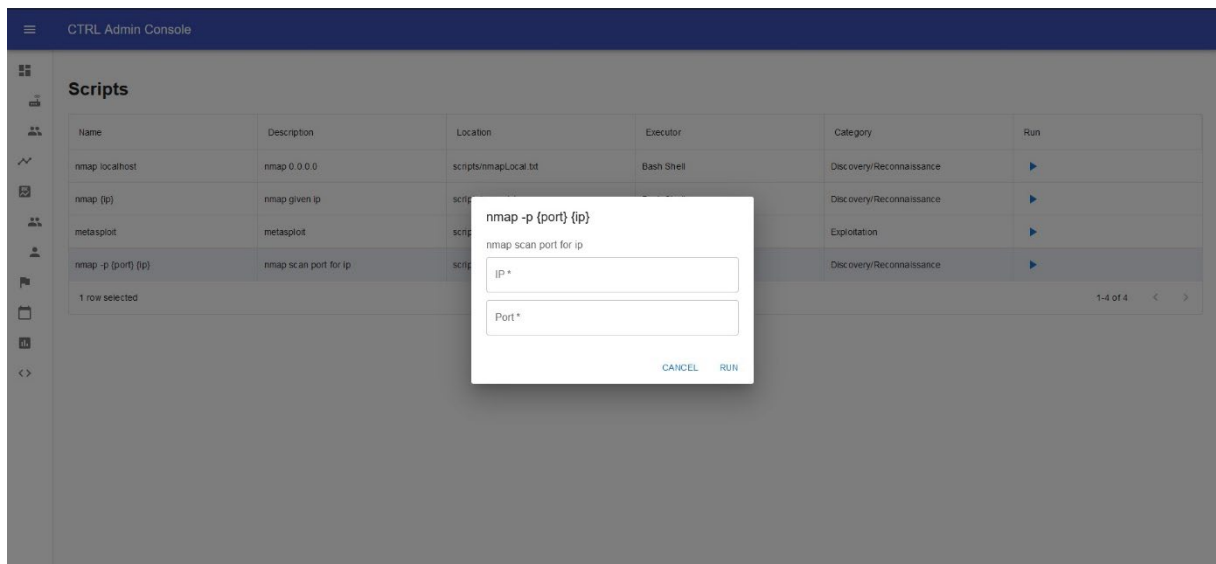 CTRL Admin Console
Scripts
Name Description Location Executor Category Run
nmap localhost nmap 0.0.0.0 scripts/nmapLocal.txt Bash Shell Discovery/Reconnaissance
nmap {ip} nmap given ip Discovery/Reconnaissance
metasploit metasploit Exploitation
nmap -p {port} {ip} nmap scan port for ip Discovery/Reconnaissance
1 row selected 1-4 of 4
nmap -p {port} {ip}
nmap scan port for ip
IP *
Port *
CANCEL RUN